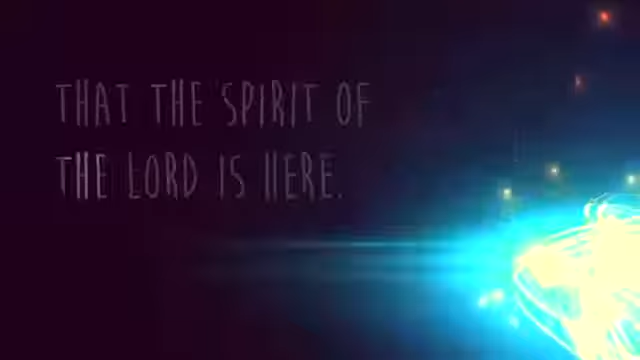 THAT THE SPIRIT OF
THE LORD IS HERE.